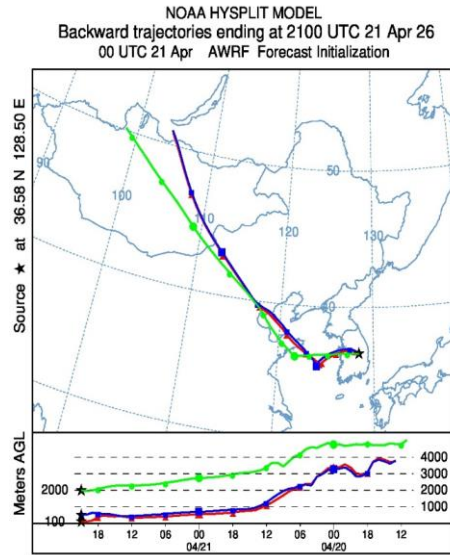 NOAA HYSPLIT MODEL
Backward trajectories ending at 2100 UTC 21 Apr 26
00 UTC 21 Apr AWRF Forecast Initialization
Source ★ at 36.58 N 128.50 E
90
100
110
120
130
50
40
Meters AGL
2000
100
4000
3000
2000
1000
18 12 06 00 18 12 06 00 18 12
04/21 04/20